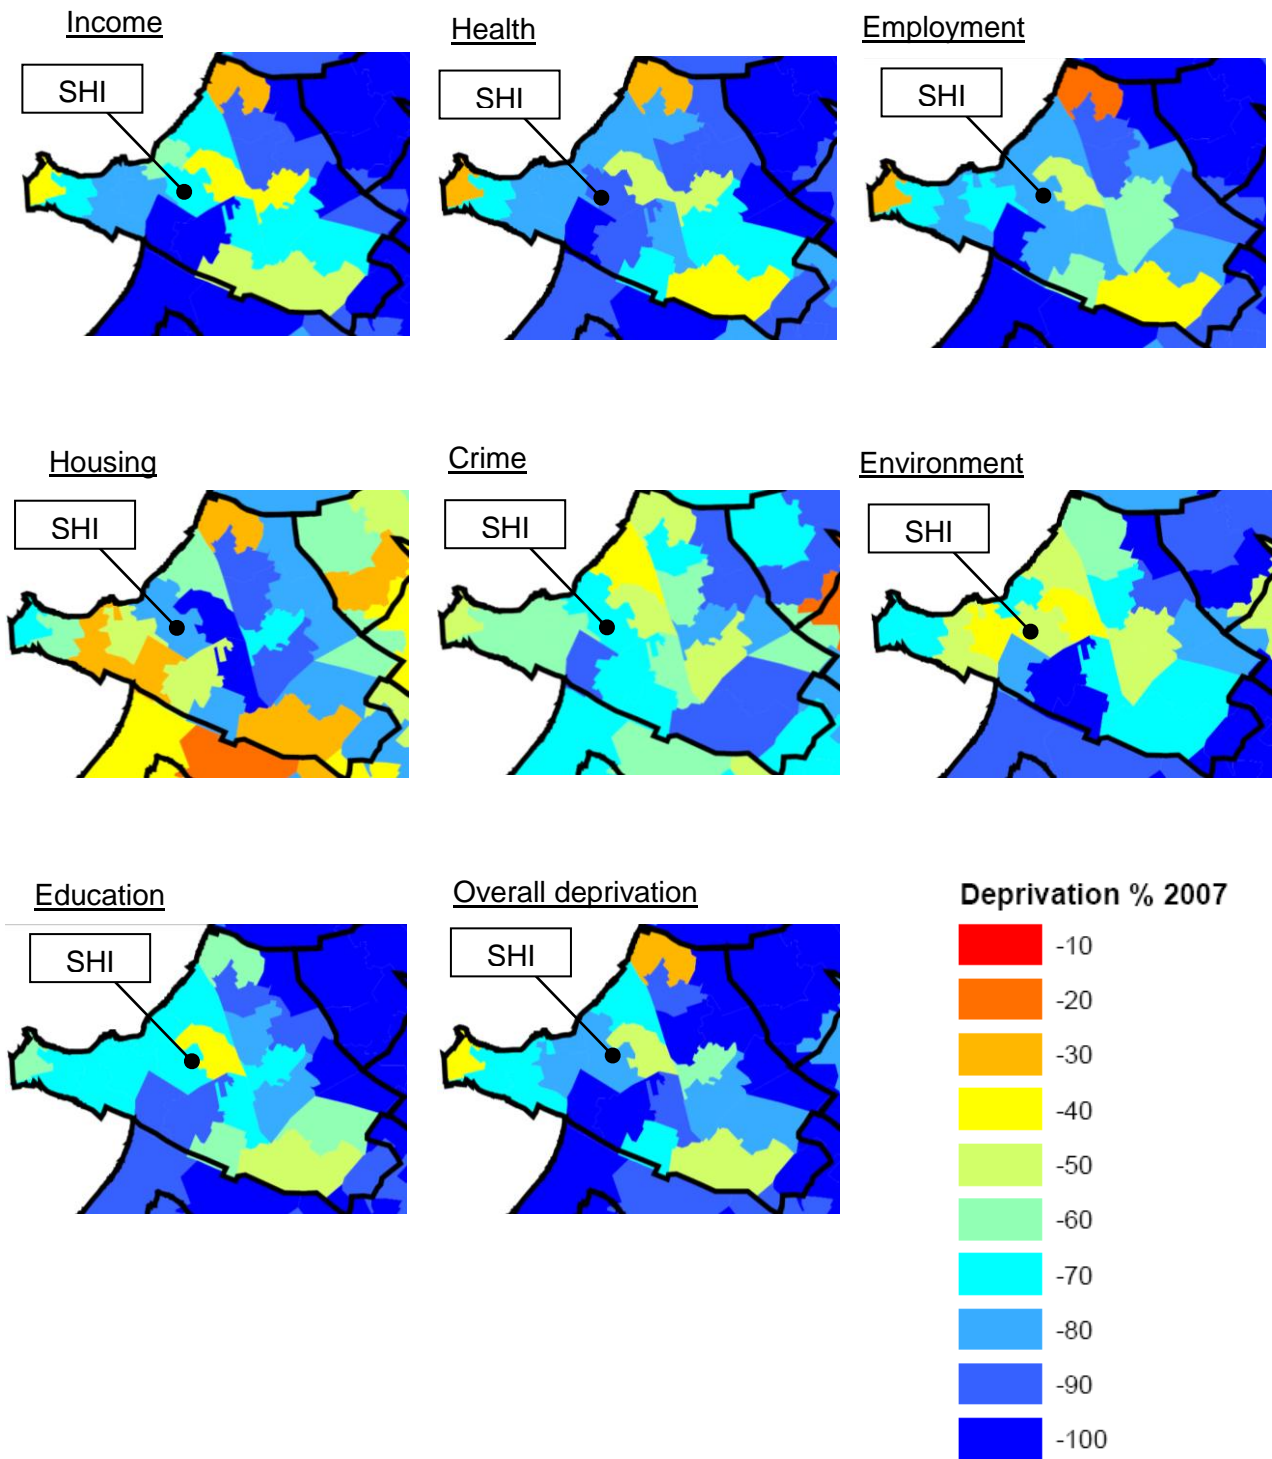 Income
SHI
Health
SHI
Employment
SHI
Housing
SHI
Crime
SHI
Environment
SHI
Education
SHI
Overall deprivation
SHI
Deprivation % 2007
-10
-20
-30
-40
-50
-60
-70
-80
-90
-100